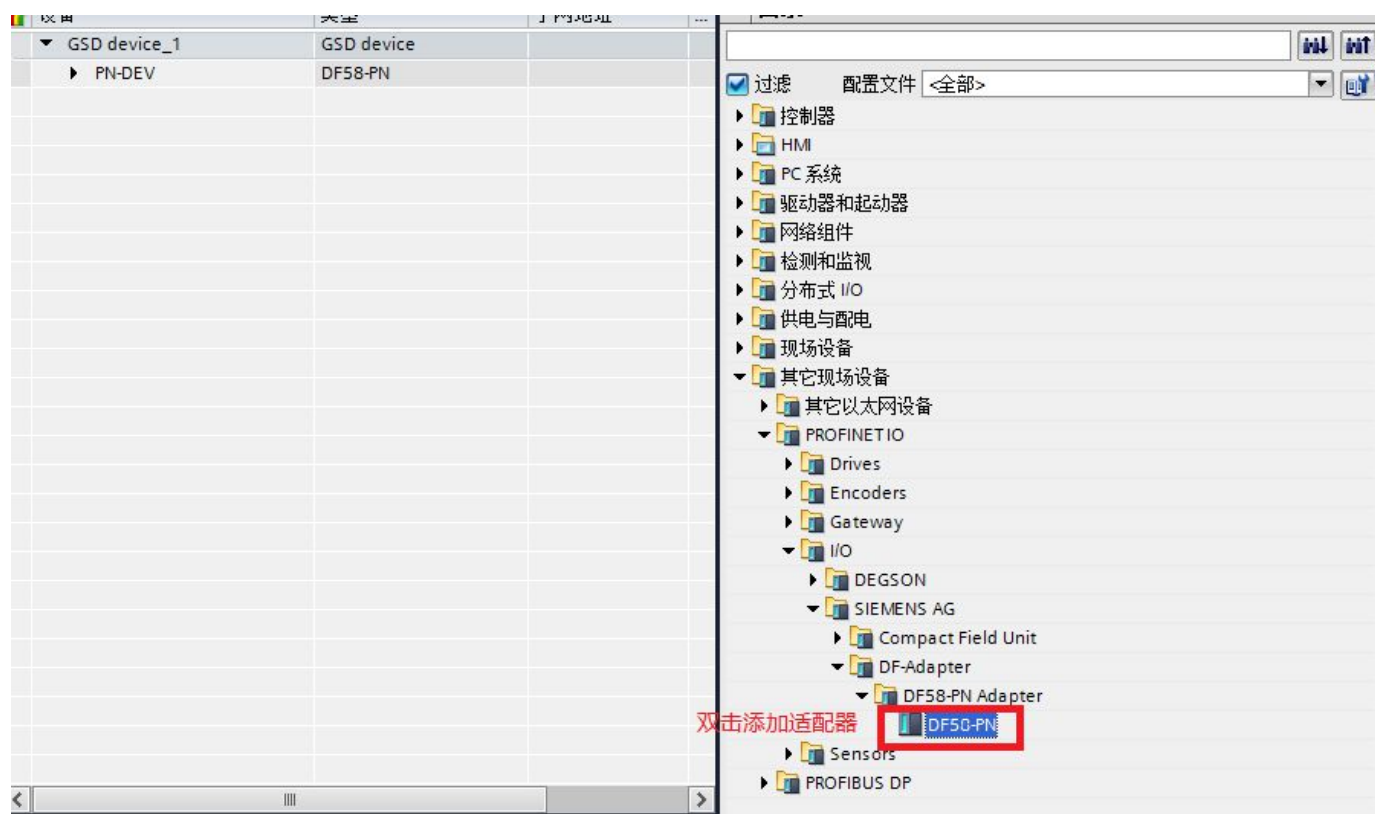 GSD device_1 GSD device
PN-DEV DF58-PN
过滤 配置文件 <全部>
控制器
HMI
PC 系统
驱动器和起动器
网络组件
检测和监视
分布式 I/O
供电与配电
现场设备
其它现场设备
其它以太网设备
PROFINET IO
Drives
Encoders
Gateway
I/O
DEGSON
SIEMENS AG
Compact Field Unit
DF-Adapter
DF58-PN Adapter
双击添加适配器 DF58-PN
Sensors
PROFIBUS DP